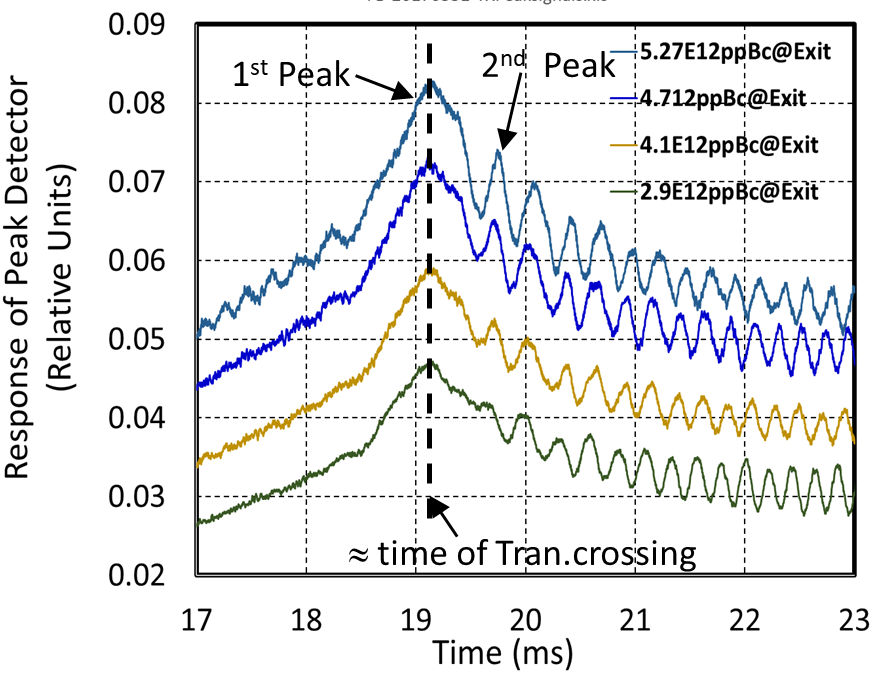 0.09
0.08
0.07
0.06
0.05
0.04
0.03
0.02
17
18
19
20
21
22
23
Response of Peak Detector
(Relative Units)
Time (ms)
1st Peak
2nd Peak
5.27E12ppBc@Exit
4.712ppBc@Exit
4.1E12ppBc@Exit
2.9E12ppBc@Exit
≈ time of Tran.crossing